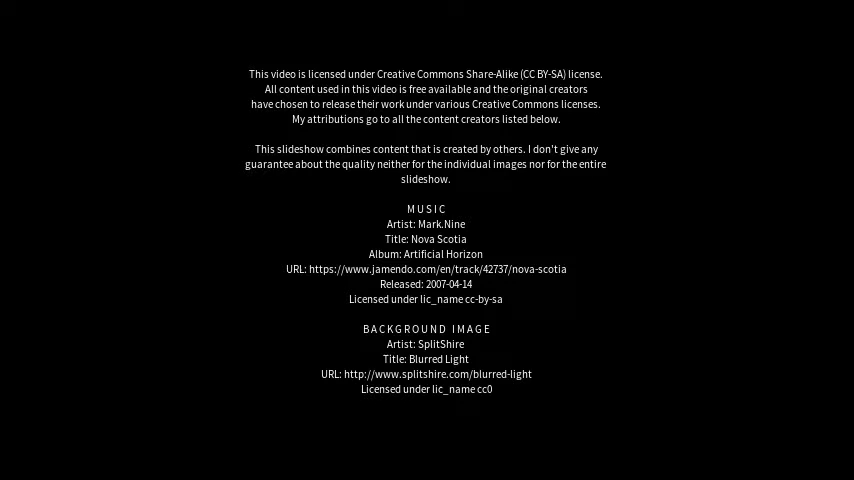 This video is licensed under Creative Commons Share-Alike (CC BY-SA) license.
All content used in this video is free available and the original creators
have chosen to release their work under various Creative Commons licenses.
My attributions go to all the content creators listed below.
This slideshow combines content that is created by others. I don't give any
guarantee about the quality neither for the individual images nor for the entire
slideshow.
MUSIC
Artist: Mark.Nine
Title: Nova Scotia
Album: Artificial Horizon
URL: https://www.jamendo.com/en/track/42737/nova-scotia
Released: 2007-04-14
Licensed under lic_name cc-by-sa
BACKGROUND IMAGE
Artist: SplitShire
Title: Blurred Light
URL: http://www.splitshire.com/blurred-light
Licensed under lic_name cc0